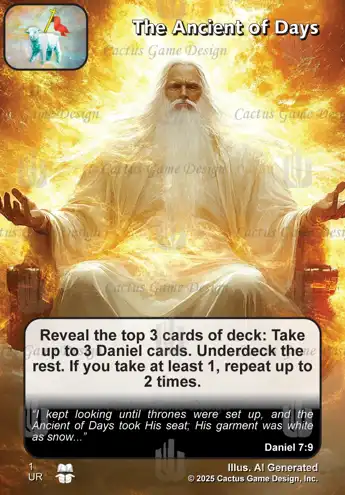 The Ancient of Days
Cactus Game Design
Cactus Game Design
Cactus Game Design
Cactus Game Design
Reveal the top 3 cards of deck: Take
up to 3 Daniel cards. Underdeck the
rest. If you take at least 1, repeat up to
2 times.
"I kept looking until thrones were set up, and the
Ancient of Days took His seat; His garment was white
as snow..."
Daniel 7:9
1
UR
Illus. AI Generated
© 2025 Cactus Game Design, Inc.